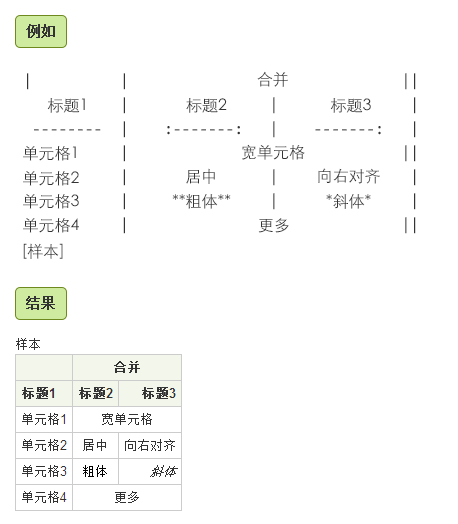 例如
|             |             合并             ||
标题1 | 标题2 | 标题3 |
-------- | :-------: | -------: |
单元格1 | 宽单元格 ||
单元格2 | 居中 | 向右对齐 |
单元格3 | **粗体** | *斜体* |
单元格4 | 更多 ||
[样本]
结果
样本
合并
标题1 标题2 标题3
单元格1 宽单元格
单元格2 居中 向右对齐
单元格3 粗体 斜体
单元格4 更多